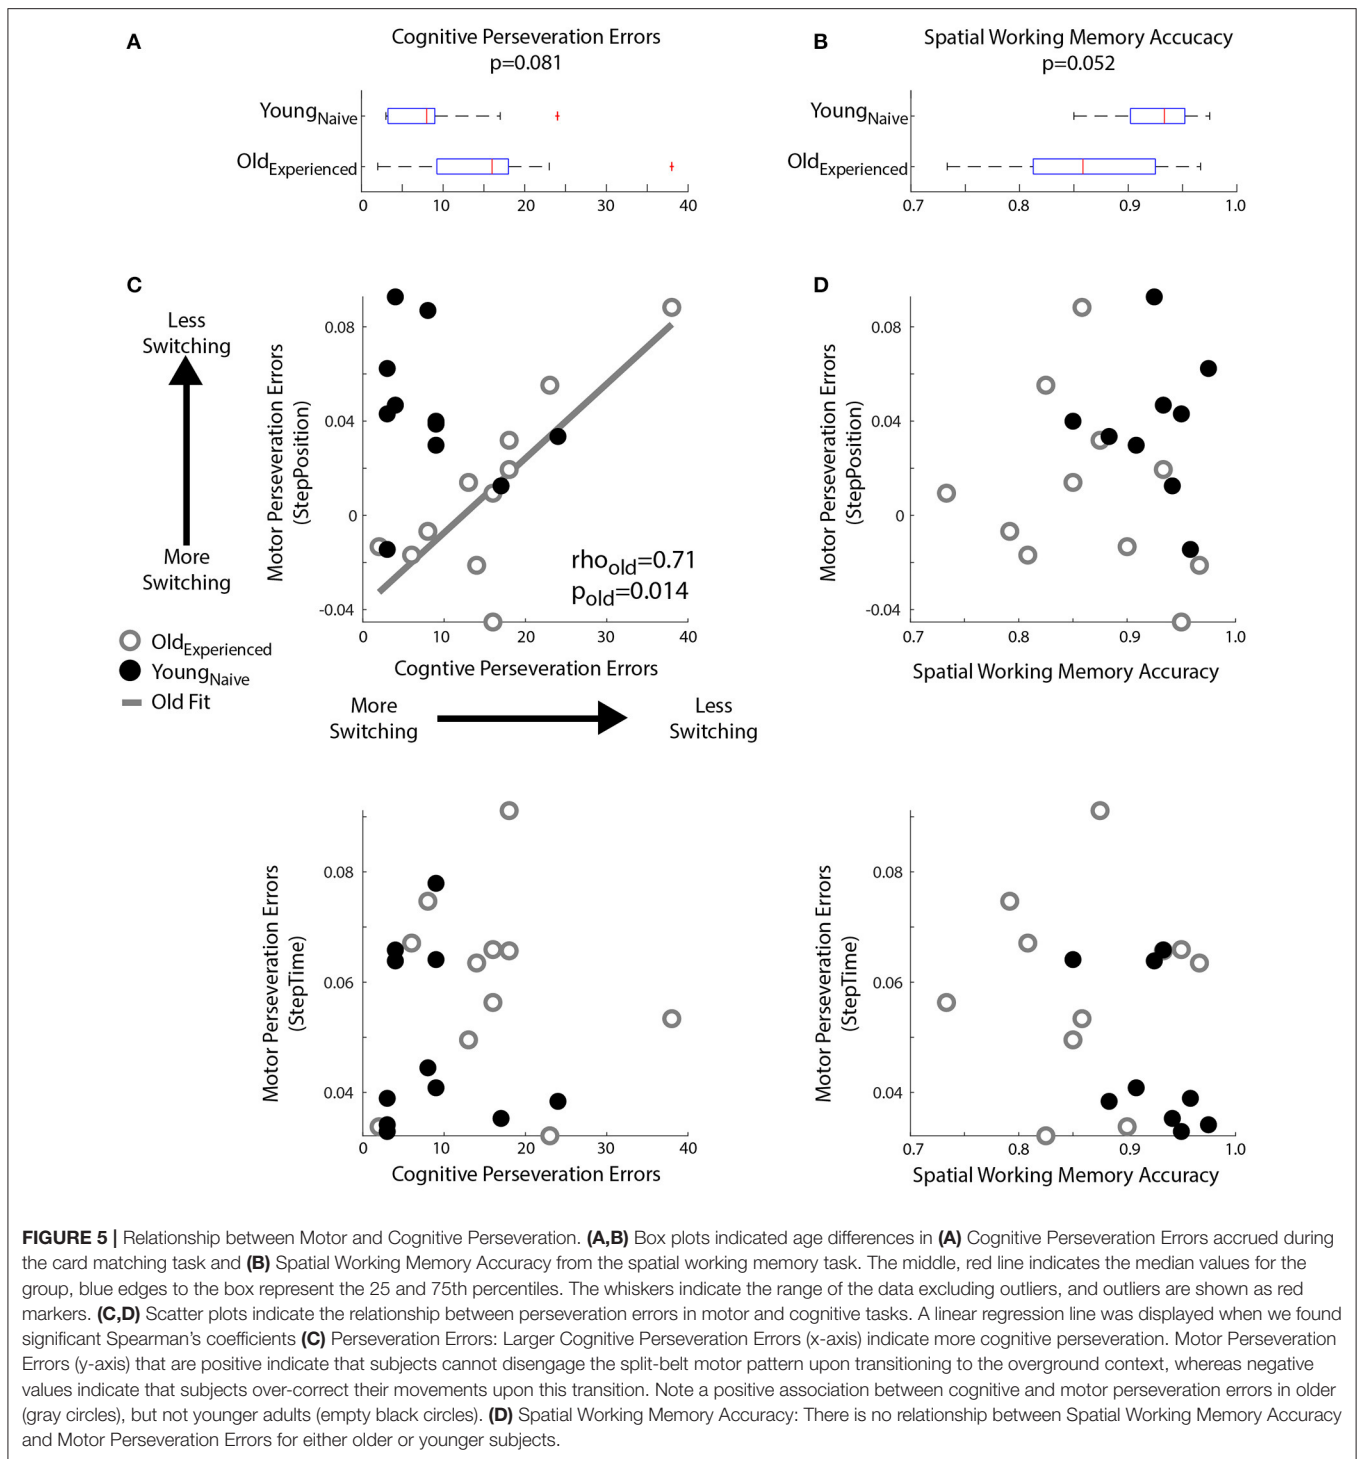 A
Cognitive Perseveration Errors
p=0.081
YoungNaive
OldExperienced
0 10 20 30 40
B
Spatial Working Memory Accucacy
p=0.052
YoungNaive
OldExperienced
0.7 0.8 0.9 1.0
C
Less
Switching
More
Switching
Motor Perseveration Errors
(StepPosition)
0.08
0.04
0
-0.04
rhoold=0.71
pold=0.014
0 10 20 30 40
Cogntive Perseveration Errors
More
Switching
Less
Switching
OldExperienced
YoungNaive
Old Fit
D
Motor Perseveration Errors
(StepPosition)
0.08
0.04
0
-0.04
0.7 0.8 0.9 1.0
Spatial Working Memory Accuracy
Motor Perseveration Errors
(StepTime)
0.08
0.06
0.04
0 10 20 30 40
Cognitive Perseveration Errors
Motor Perseveration Errors
(StepTime)
0.08
0.06
0.04
0.7 0.8 0.9 1.0
Spatial Working Memory Accuracy
FIGURE 5 | Relationship between Motor and Cognitive Perseveration. (A,B) Box plots indicated age differences in (A) Cognitive Perseveration Errors accrued during
the card matching task and (B) Spatial Working Memory Accuracy from the spatial working memory task. The middle, red line indicates the median values for the
group, blue edges to the box represent the 25 and 75th percentiles. The whiskers indicate the range of the data excluding outliers, and outliers are shown as red
markers. (C,D) Scatter plots indicate the relationship between perseveration errors in motor and cognitive tasks. A linear regression line was displayed when we found
significant Spearman's coefficients (C) Perseveration Errors: Larger Cognitive Perseveration Errors (x-axis) indicate more cognitive perseveration. Motor Perseveration
Errors (y-axis) that are positive indicate that subjects cannot disengage the split-belt motor pattern upon transitioning to the overground context, whereas negative
values indicate that subjects over-correct their movements upon this transition. Note a positive association between cognitive and motor perseveration errors in older
(gray circles), but not younger adults (empty black circles). (D) Spatial Working Memory Accuracy: There is no relationship between Spatial Working Memory Accuracy
and Motor Perseveration Errors for either older or younger subjects.